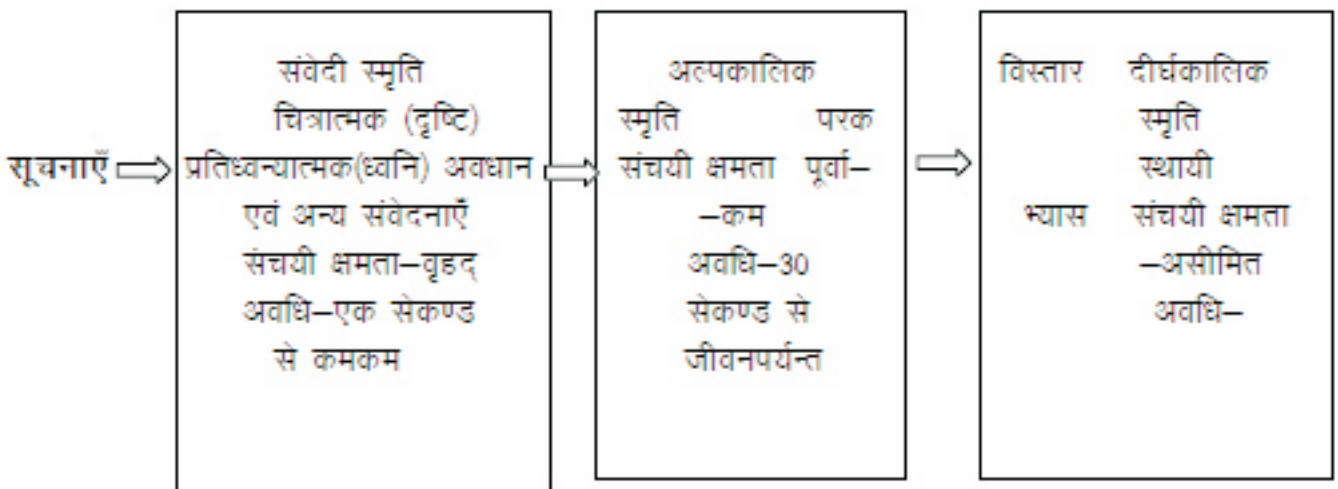 सूचनाएँ
संवेदी स्मृति
चित्रात्मक (दृष्टि)
प्रतिध्वन्यात्मक(ध्वनि) अवधान
एवं अन्य संवेदनाएँ
संचयी क्षमता–वृहद्
अवधि–एक सेकण्ड
से कमकम
अल्पकालिक
स्मृति परक
संचयी क्षमता पूर्वा–
–कम
अवधि–30
सेकण्ड से
जीवनपर्यन्त
विस्तार दीर्घकालिक
स्मृति
स्थायी
भ्यास संचयी क्षमता
–असीमित
अवधि–